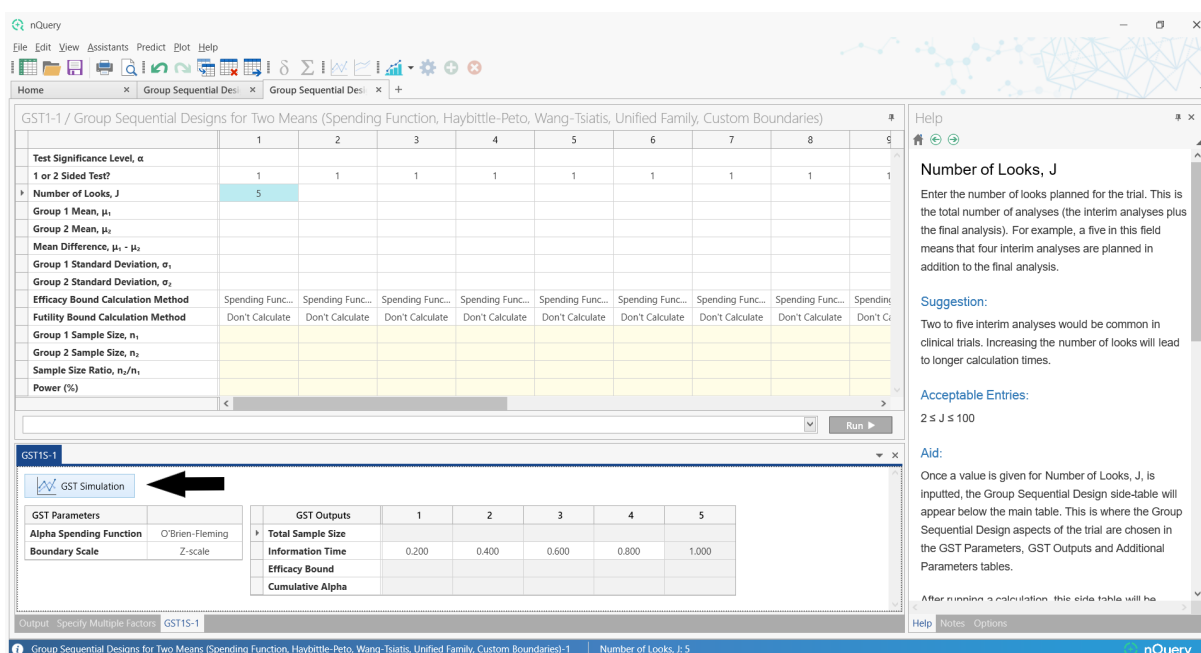 nQuery
File Edit View Assistants Predict Plot Help
Home × Group Sequential Desi × Group Sequential Desi × +
GST1-1 / Group Sequential Designs for Two Means (Spending Function, Haybittle-Peto, Wang-Tsiatis, Unified Family, Custom Boundaries)
1 2 3 4 5 6 7 8 9
Test Significance Level, α
1 or 2 Sided Test? 1 1 1 1 1 1 1 1 1
Number of Looks, J 5
Group 1 Mean, μ₁
Group 2 Mean, μ₂
Mean Difference, μ₁ - μ₂
Group 1 Standard Deviation, σ₁
Group 2 Standard Deviation, σ₂
Efficacy Bound Calculation Method Spending Func... Spending Func... Spending Func... Spending Func... Spending Func... Spending Func... Spending Func... Spending Func... Spending
Futility Bound Calculation Method Don't Calculate Don't Calculate Don't Calculate Don't Calculate Don't Calculate Don't Calculate Don't Calculate Don't Calculate Don't Ca
Group 1 Sample Size, n₁
Group 2 Sample Size, n₂
Sample Size Ratio, n₂/n₁
Power (%)
Run
GST1S-1
GST Simulation
GST Parameters
Alpha Spending Function O'Brien-Fleming
Boundary Scale Z-scale
GST Outputs 1 2 3 4 5
Total Sample Size
Information Time 0.200 0.400 0.600 0.800 1.000
Efficacy Bound
Cumulative Alpha
Output Specify Multiple Factors GST1S-1
Help
Number of Looks, J
Enter the number of looks planned for the trial. This is
the total number of analyses (the interim analyses plus
the final analysis). For example, a five in this field
means that four interim analyses are planned in
addition to the final analysis.
Suggestion:
Two to five interim analyses would be common in
clinical trials. Increasing the number of looks will lead
to longer calculation times.
Acceptable Entries:
2 ≤ J ≤ 100
Aid:
Once a value is given for Number of Looks, J, is
inputted, the Group Sequential Design side-table will
appear below the main table. This is where the Group
Sequential Design aspects of the trial are chosen in
the GST Parameters, GST Outputs and Additional
Parameters tables.
After running a calculation, this side table will be
Help Notes Options
Group Sequential Designs for Two Means (Spending Function, Haybittle-Peto, Wang-Tsiatis, Unified Family, Custom Boundaries)-1 Number of Looks, J: 5
nQuery